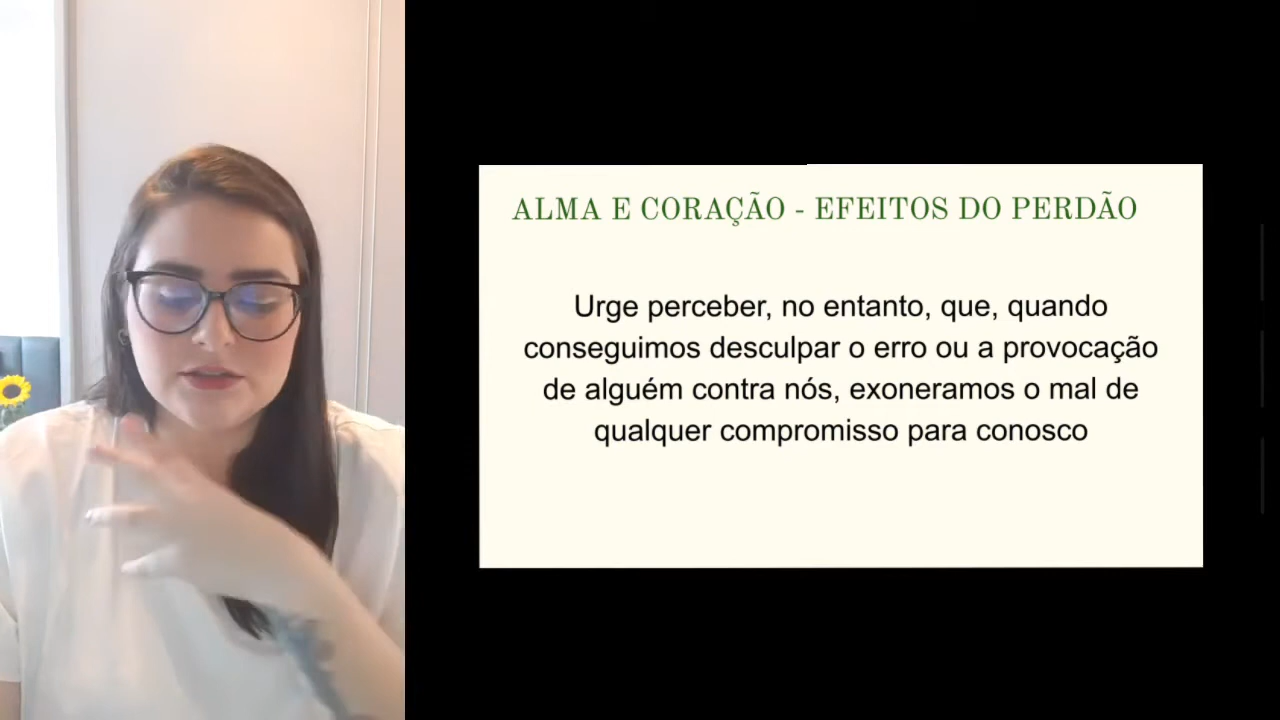 ALMA E CORAÇÃO - EFEITOS DO PERDÃO
Urge perceber, no entanto, que, quando
conseguimos desculpar o erro ou a provocação
de alguém contra nós, exoneramos o mal de
qualquer compromisso para conosco